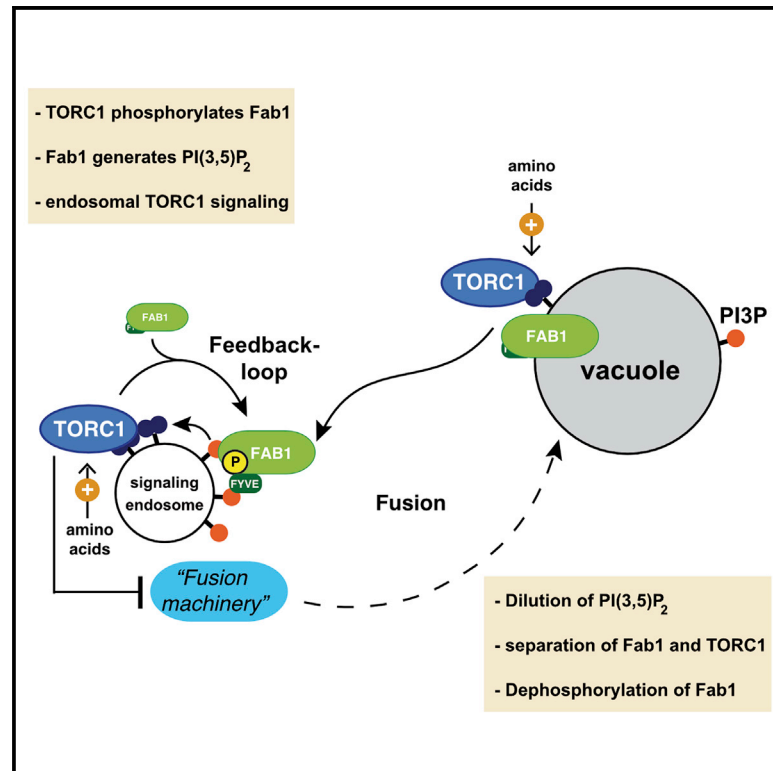 - TORC1 phosphorylates Fab1
- Fab1 generates PI(3,5)P2
- endosomal TORC1 signaling
amino
acids
+
TORC1
FAB1
PI3P
vacuole
FAB1
Feedback-
loop
TORC1
FAB1
P
FYVE
signaling
endosome
+
amino
acids
Fusion
"Fusion
machinery"
- Dilution of PI(3,5)P2
- separation of Fab1 and TORC1
- Dephosphorylation of Fab1